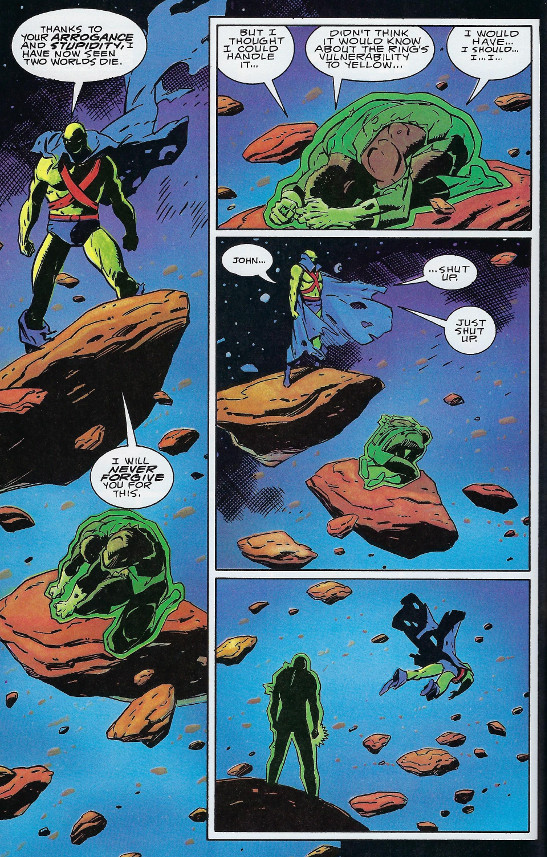 THANKS TO
YOUR ARROGANCE
AND STUPIDITY, I
HAVE NOW SEEN
TWO WORLDS DIE.
I WILL
NEVER
FORGIVE
YOU FOR
THIS.
BUT I
THOUGHT
I COULD
HANDLE
IT...
DIDN'T THINK
IT WOULD KNOW
ABOUT THE RING'S
VULNERABILITY
TO YELLOW...
I WOULD
HAVE...
I SHOULD...
I...I...
JOHN...
...SHUT
UP.
JUST
SHUT
UP.